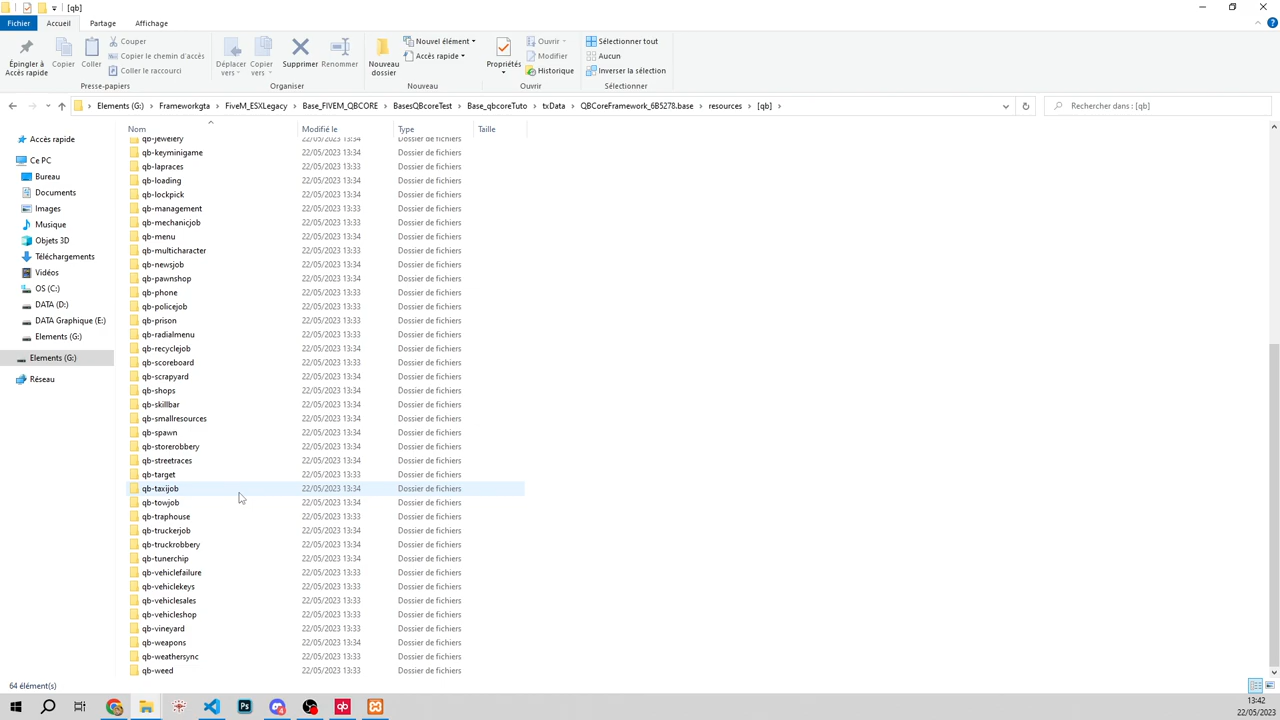 [qb]
Fichier Accueil Partage Affichage
Épingler à Accès rapide
Copier
Coller
Couper
Copier le chemin d'accès
Coller le raccourci
Déplacer vers
Copier vers
Supprimer
Renommer
Nouveau dossier
Nouvel élément
Accès rapide
Propriétés
Ouvrir
Modifier
Historique
Sélectionner tout
Aucun
Inverser la sélection
Presse-papiers Organiser Nouveau Ouvrir Sélectionner
Elements (G:) > Frameworkgta > FiveM_ESXLegacy > Base_FIVEM_QBCORE > BasesQBcoreTest > Base_qbcoreTuto > txData > QBCoreFramework_6B5278.base > resources > [qb] >
Rechercher dans : [qb]
Accès rapide
Ce PC
Bureau
Documents
Images
Musique
Objets 3D
Téléchargements
Vidéos
OS (C:)
DATA (D:)
DATA Graphique (E:)
Elements (G:)
Elements (G:)
Réseau
Nom Modifié le Type Taille
qb-jewelery 22/05/2023 13:34 Dossier de fichiers
qb-keyminigame 22/05/2023 13:34 Dossier de fichiers
qb-lapraces 22/05/2023 13:33 Dossier de fichiers
qb-loading 22/05/2023 13:34 Dossier de fichiers
qb-lockpick 22/05/2023 13:34 Dossier de fichiers
qb-management 22/05/2023 13:33 Dossier de fichiers
qb-mechanicjob 22/05/2023 13:33 Dossier de fichiers
qb-menu 22/05/2023 13:34 Dossier de fichiers
qb-multicharacter 22/05/2023 13:33 Dossier de fichiers
qb-newsjob 22/05/2023 13:33 Dossier de fichiers
qb-pawnshop 22/05/2023 13:33 Dossier de fichiers
qb-phone 22/05/2023 13:33 Dossier de fichiers
qb-policejob 22/05/2023 13:33 Dossier de fichiers
qb-prison 22/05/2023 13:34 Dossier de fichiers
qb-radialmenu 22/05/2023 13:34 Dossier de fichiers
qb-recyclejob 22/05/2023 13:34 Dossier de fichiers
qb-scoreboard 22/05/2023 13:34 Dossier de fichiers
qb-scrapyard 22/05/2023 13:34 Dossier de fichiers
qb-shops 22/05/2023 13:34 Dossier de fichiers
qb-skillbar 22/05/2023 13:34 Dossier de fichiers
qb-smallresources 22/05/2023 13:34 Dossier de fichiers
qb-spawn 22/05/2023 13:34 Dossier de fichiers
qb-storerobbery 22/05/2023 13:34 Dossier de fichiers
qb-streetraces 22/05/2023 13:34 Dossier de fichiers
qb-target 22/05/2023 13:33 Dossier de fichiers
qb-taxijob 22/05/2023 13:34 Dossier de fichiers
qb-towjob 22/05/2023 13:34 Dossier de fichiers
qb-traphouse 22/05/2023 13:33 Dossier de fichiers
qb-truckerjob 22/05/2023 13:34 Dossier de fichiers
qb-truckrobbery 22/05/2023 13:34 Dossier de fichiers
qb-tunerchip 22/05/2023 13:34 Dossier de fichiers
qb-vehiclefailure 22/05/2023 13:33 Dossier de fichiers
qb-vehiclekeys 22/05/2023 13:34 Dossier de fichiers
qb-vehiclesales 22/05/2023 13:33 Dossier de fichiers
qb-vehicleshop 22/05/2023 13:33 Dossier de fichiers
qb-vineyard 22/05/2023 13:33 Dossier de fichiers
qb-weapons 22/05/2023 13:34 Dossier de fichiers
qb-weathersync 22/05/2023 13:33 Dossier de fichiers
qb-weed 22/05/2023 13:33 Dossier de fichiers
64 élément(s)
Ps
qb
13:42
22/05/2023